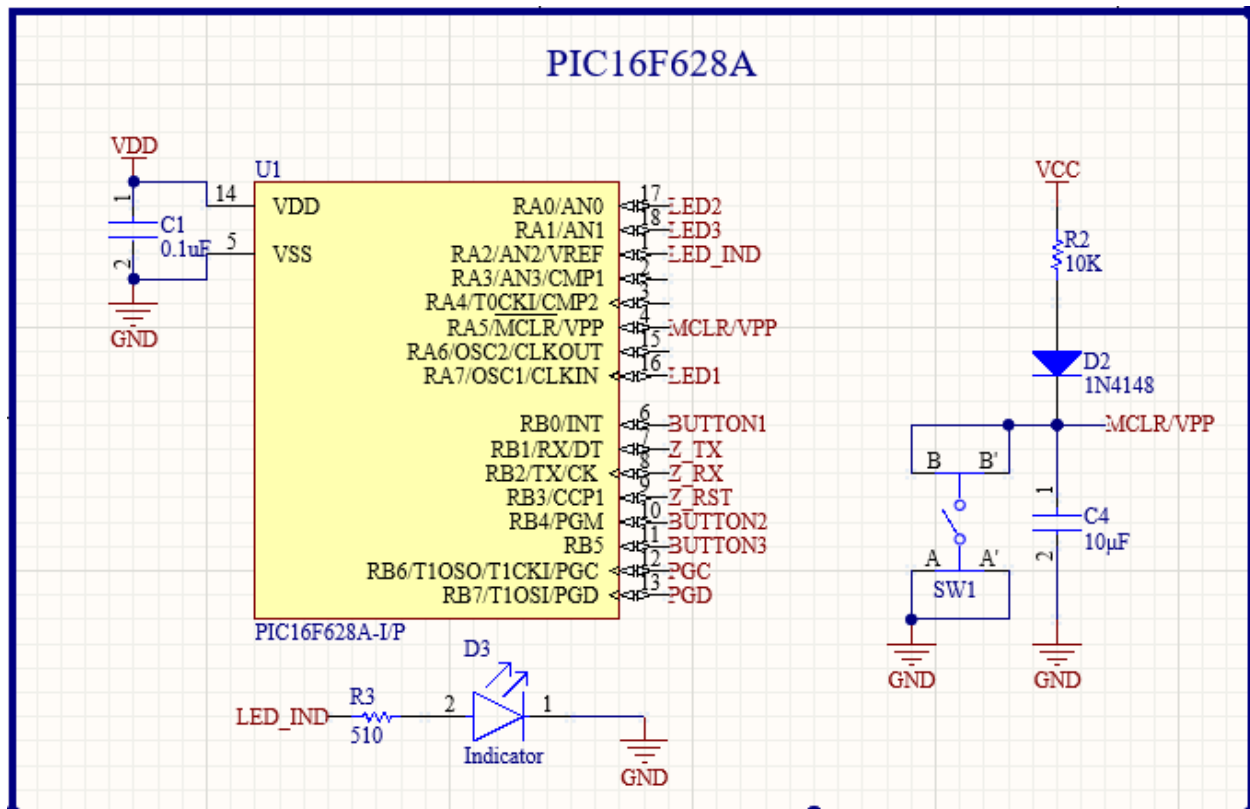 PIC16F628A
VDD
1
C1
0.1uF
2
GND
U1
14 VDD
5 VSS
RA0/AN0 17 LED2
RA1/AN1 18 LED3
RA2/AN2/VREF 1 LED_IND
RA3/AN3/CMP1 2
RA4/T0CKI/CMP2 3
RA5/MCLR/VPP 4 MCLR/VPP
RA6/OSC2/CLKOUT 15
RA7/OSC1/CLKIN 16 LED1
RB0/INT 6 BUTTON1
RB1/RX/DT 7 Z_TX
RB2/TX/CK 8 Z_RX
RB3/CCP1 9 Z_RST
RB4/PGM 10 BUTTON2
RB5 11 BUTTON3
RB6/T1OSO/T1CKI/PGC 12 PGC
RB7/T1OSI/PGD 13 PGD
PIC16F628A-I/P
VCC
R2
10K
D2
1N4148
MCLR/VPP
B B'
A A'
SW1
1
C4
10µF
2
GND
GND
D3
LED_IND
R3
510
2
1
Indicator
GND